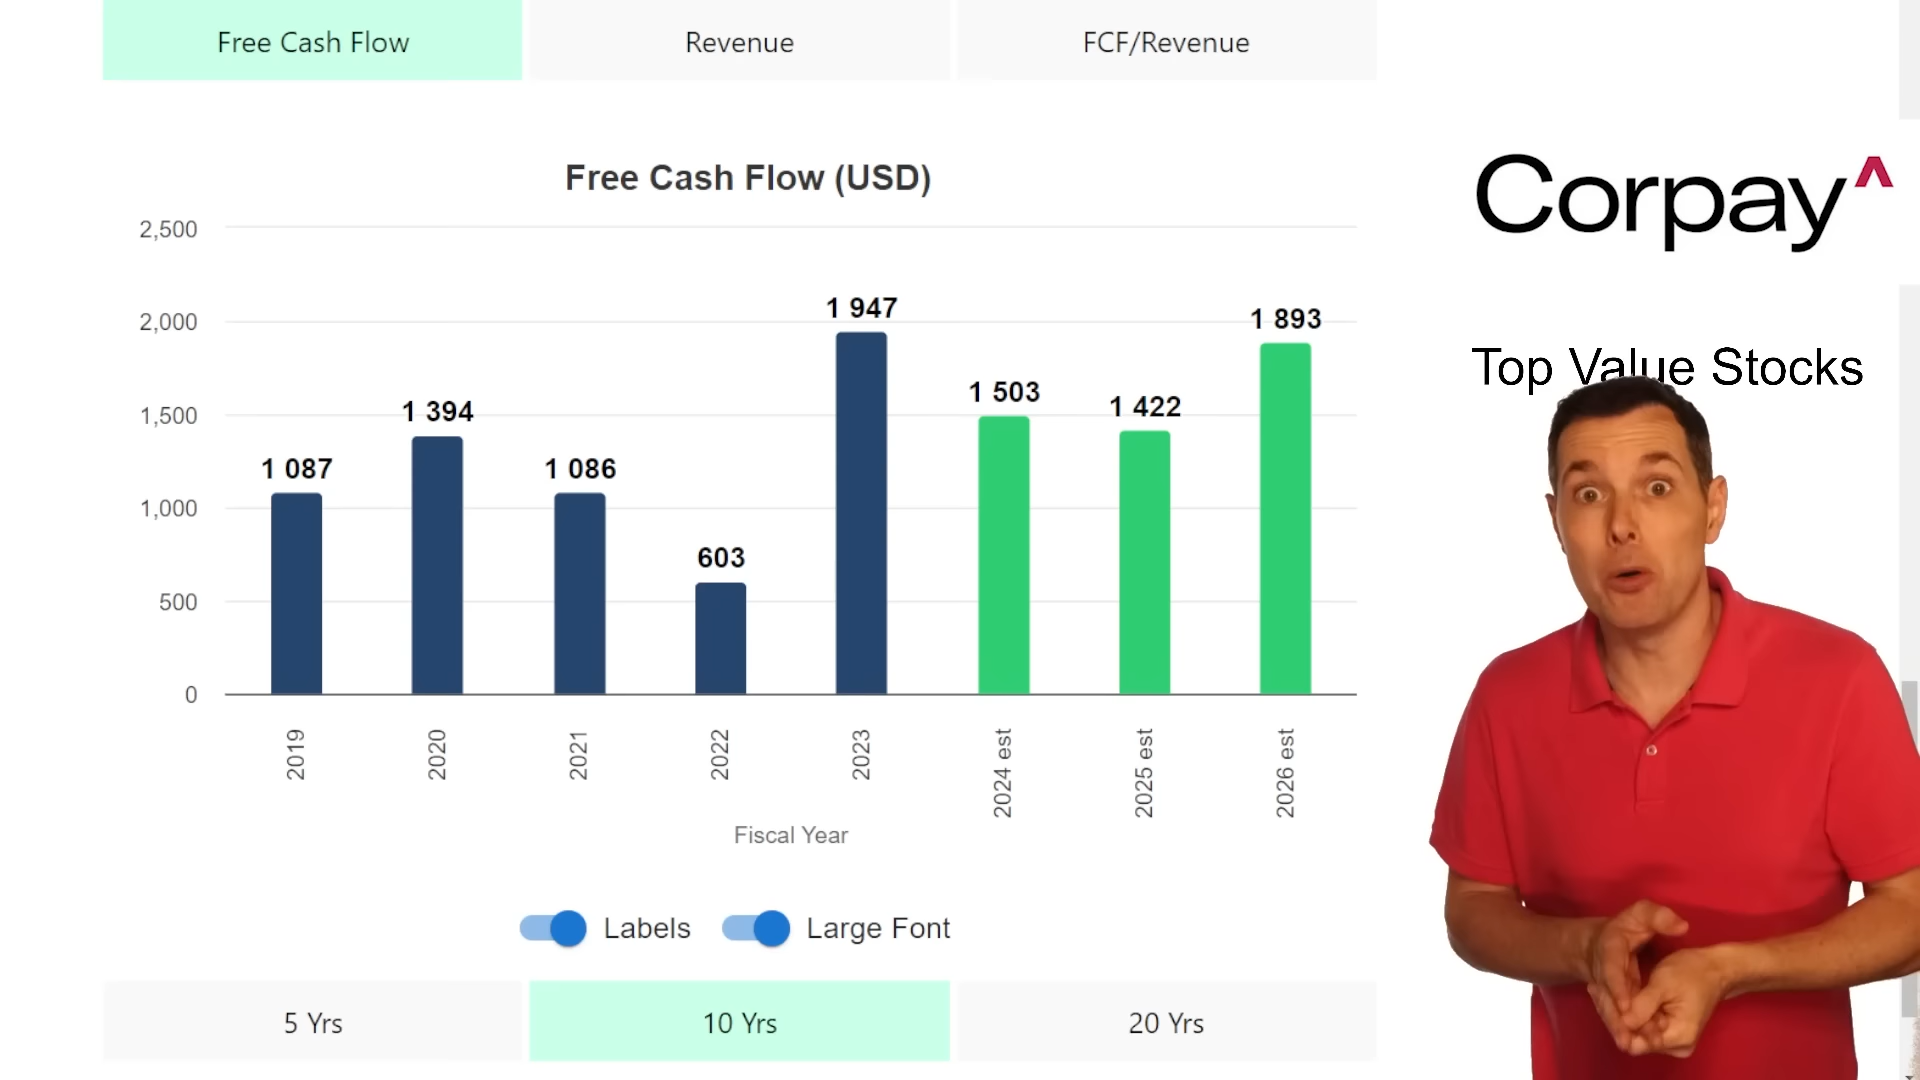 Free Cash Flow
Revenue
FCF/Revenue
Free Cash Flow (USD)
2,500
2,000
1,500
1,000
500
0
1 087
1 394
1 086
603
1 947
1 503
1 422
1 893
2019
2020
2021
2022
2023
2024 est
2025 est
2026 est
Fiscal Year
Labels
Large Font
5 Yrs
10 Yrs
20 Yrs
Corpay^
Top Value Stocks